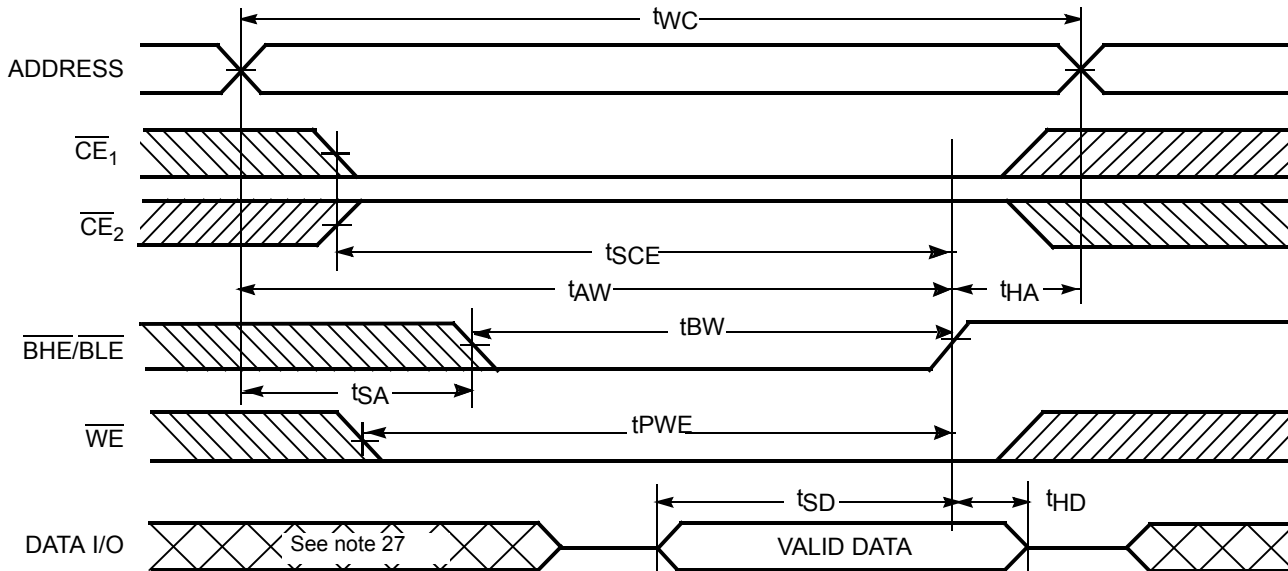 tWC
ADDRESS
CE1
CE2
tSCE
tAW
tHA
BHE/BLE
tBW
tSA
WE
tPWE
tSD
tHD
DATA I/O
See note 27
VALID DATA